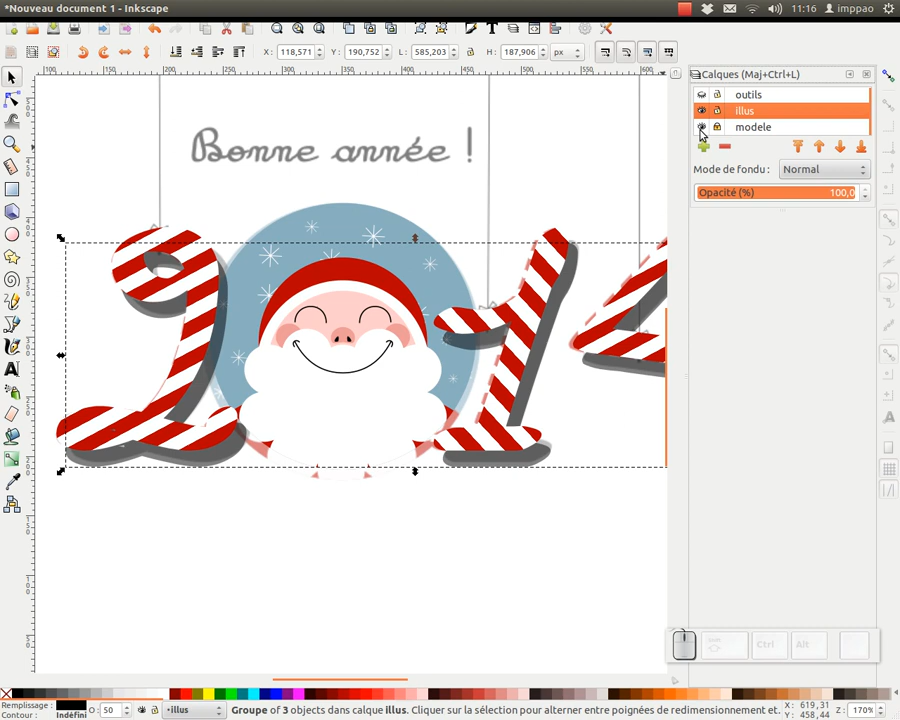 *Nouveau document 1 - Inkscape
11:16 imppao
X: 118,571 Y: 190,752 L: 585,203 H: 187,906 px
Calques (Maj+Ctrl+L)
outils
illus
modele
Mode de fondu : Normal
Opacité (%) 100,0
Bonne année !
Ctrl Alt
Remplissage : O: 50 •illus Groupe of 3 objects dans calque illus. Cliquer sur la sélection pour alterner entre poignées de redimensionnement et. X: 619,31 Z: 170%
Contour : Indéfini Y: 458,44